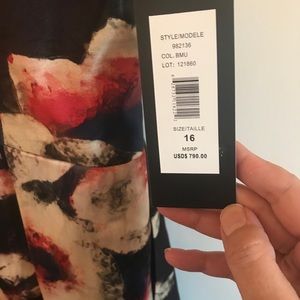 STYLE/MODELE
982136
COL. BMU
LOT: 121860
SIZE/TAILLE
16
MSRP
USD$ 790.00